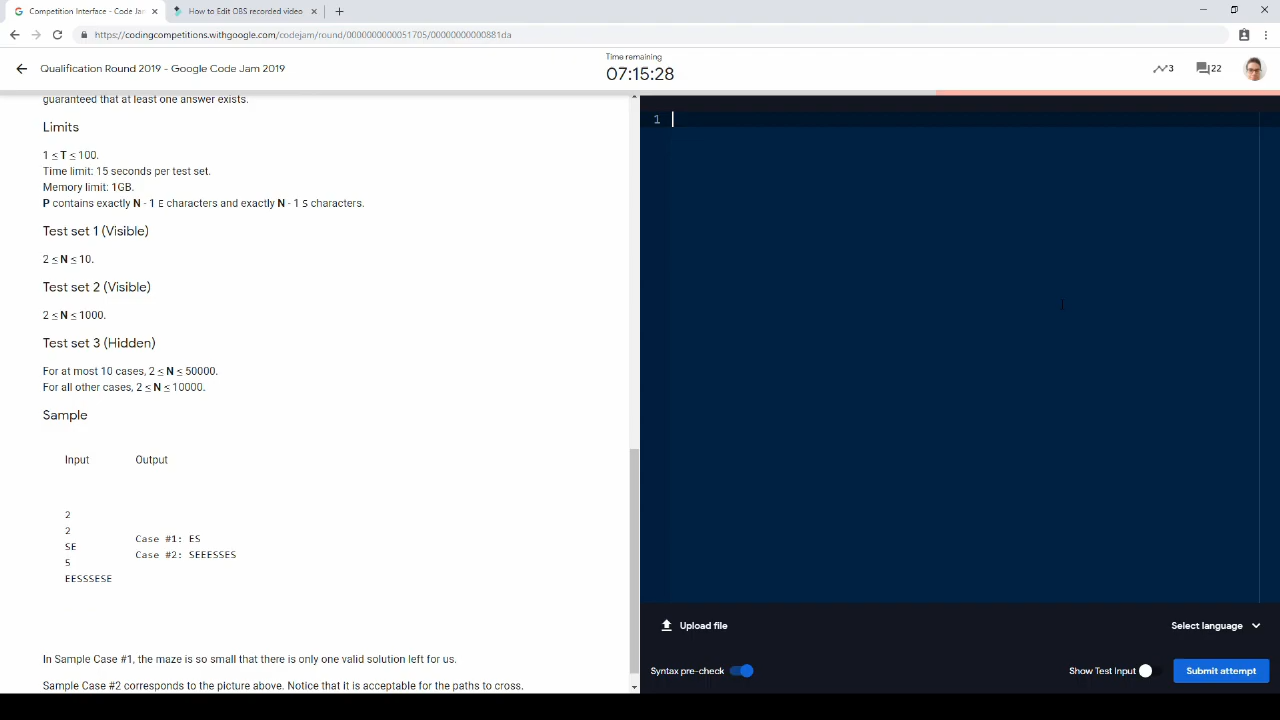 Competition Interface - Code Jam
How to Edit OBS recorded video
https://codingcompetitions.withgoogle.com/codejam/round/0000000000051705/00000000000881da
Qualification Round 2019 - Google Code Jam 2019
Time remaining
07:15:28
3
22
guaranteed that at least one answer exists.
Limits
1 ≤ T ≤ 100.
Time limit: 15 seconds per test set.
Memory limit: 1GB.
P contains exactly N - 1 E characters and exactly N - 1 S characters.
Test set 1 (Visible)
2 ≤ N ≤ 10.
Test set 2 (Visible)
2 ≤ N ≤ 1000.
Test set 3 (Hidden)
For at most 10 cases, 2 ≤ N ≤ 50000.
For all other cases, 2 ≤ N ≤ 10000.
Sample
Input
Output
2
2
SE
5
EESSSESE
Case #1: ES
Case #2: SEEESSES
In Sample Case #1, the maze is so small that there is only one valid solution left for us.
Sample Case #2 corresponds to the picture above. Notice that it is acceptable for the paths to cross.
1
Upload file
Select language
Syntax pre-check
Show Test Input
Submit attempt